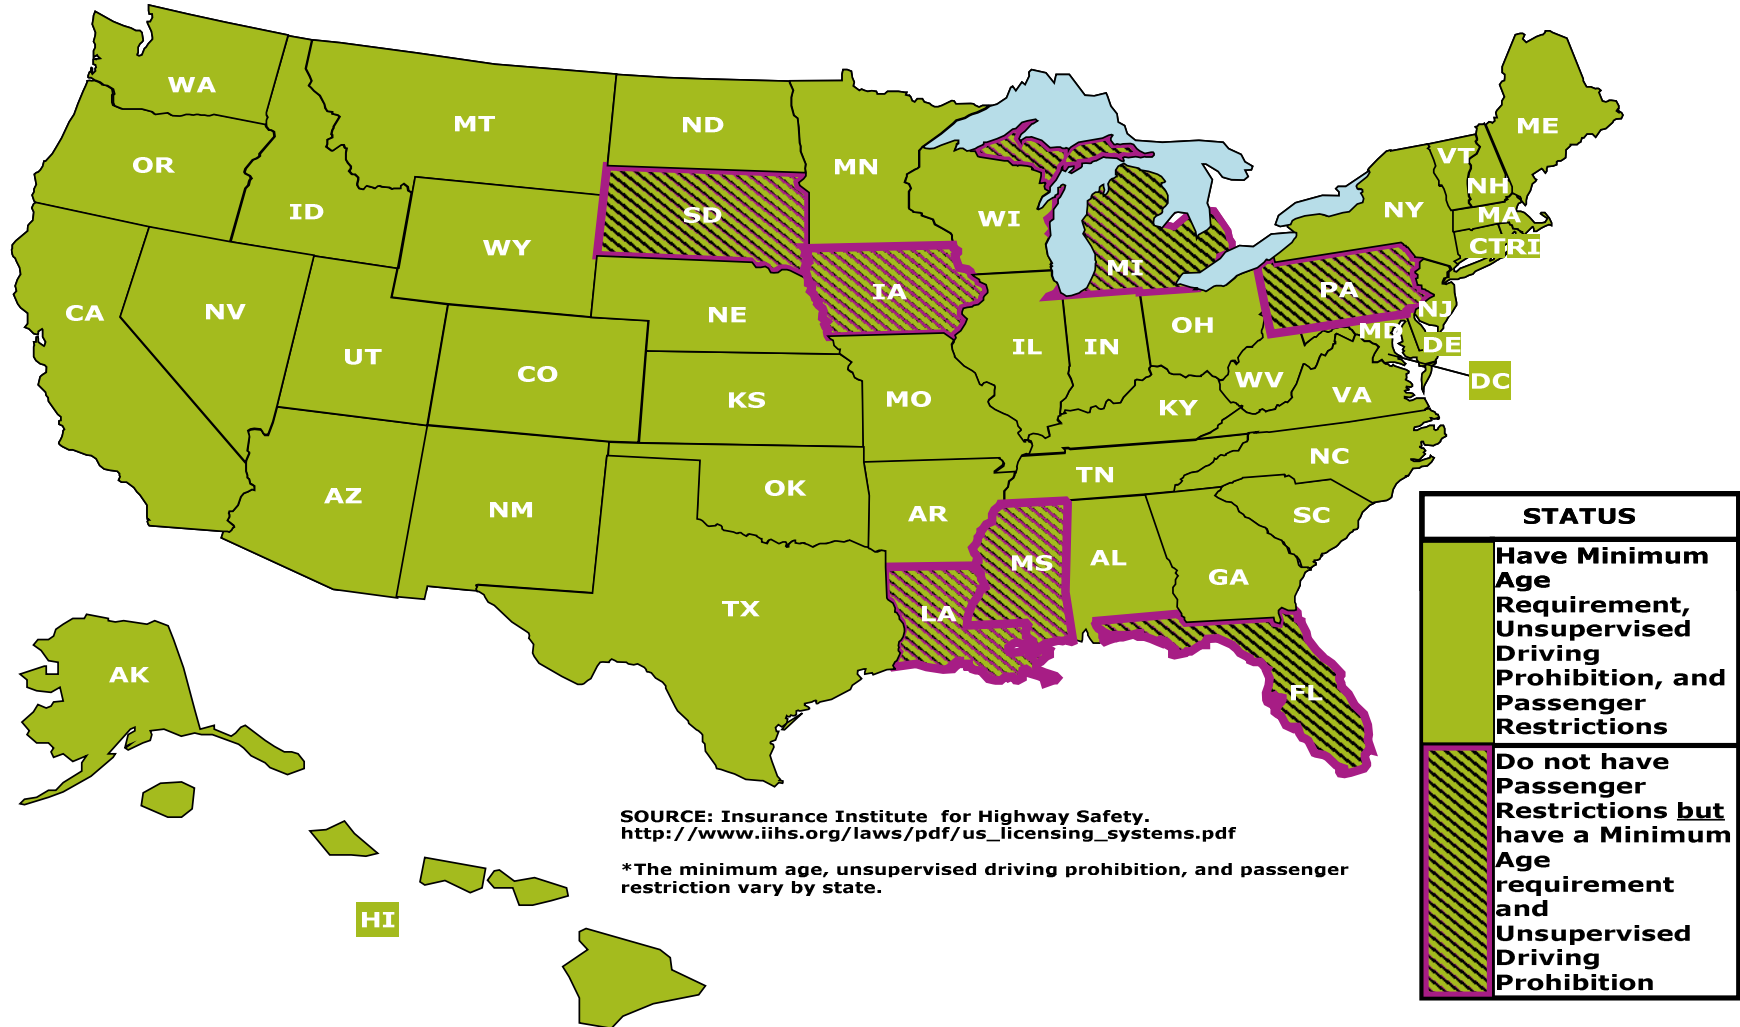 WA
MT
ND
ME
OR
MN
VT
ID
SD
NH
NY
MA
WY
WI
CT
RI
MI
IA
PA
CA
NV
NE
NJ
OH
MD
UT
IL
IN
DE
CO
WV
DC
KS
MO
KY
VA
NC
AZ
OK
TN
NM
AR
SC
MS
AL
GA
TX
LA
AK
FL
HI
STATUS
Have Minimum
Age
Requirement,
Unsupervised
Driving
Prohibition, and
Passenger
Restrictions
Do not have
Passenger
Restrictions but
have a Minimum
Age
requirement
and
Unsupervised
Driving
Prohibition
SOURCE: Insurance Institute for Highway Safety.
http://www.iihs.org/laws/pdf/us_licensing_systems.pdf
*The minimum age, unsupervised driving prohibition, and passenger
restriction vary by state.